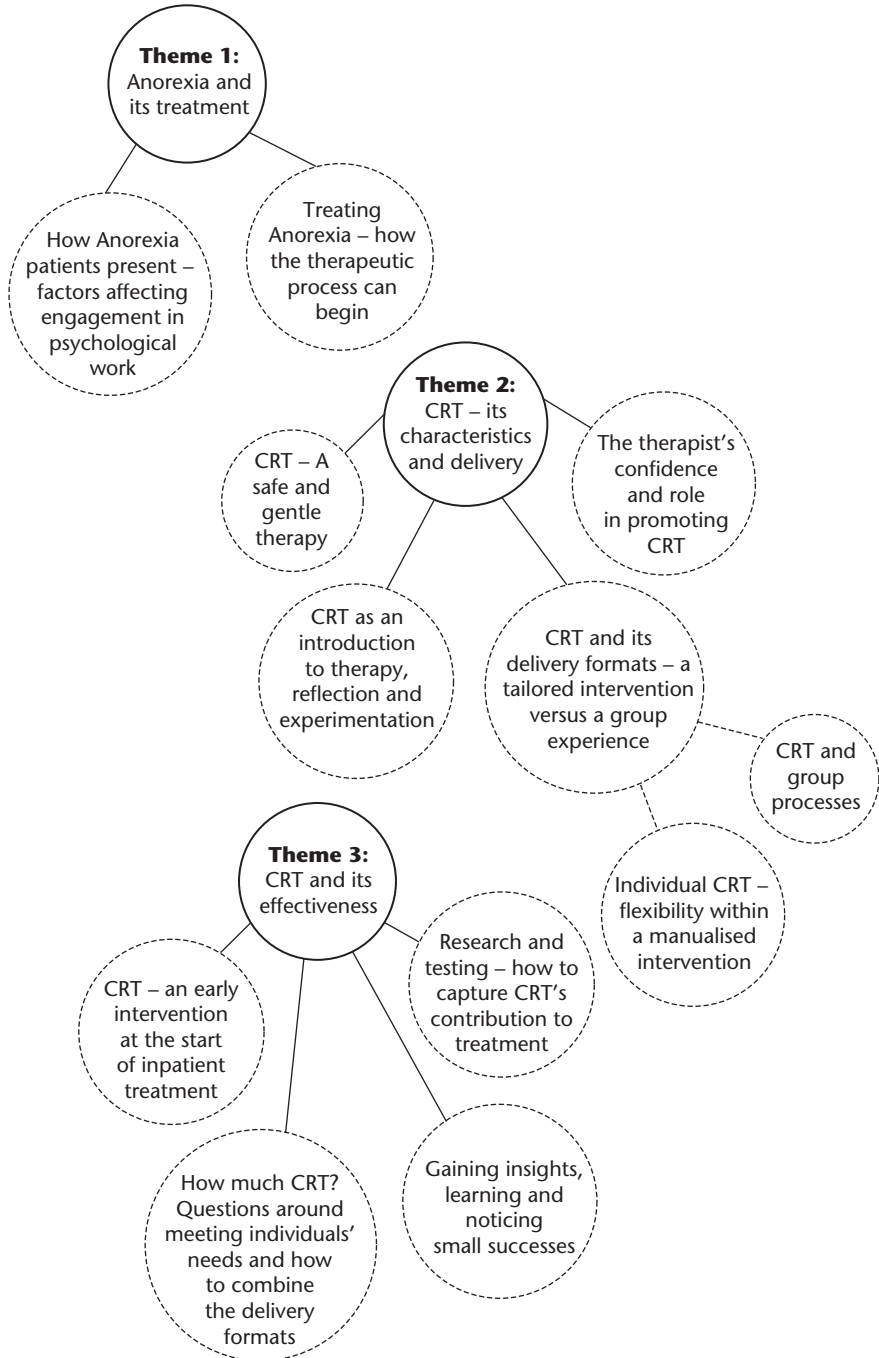 Theme 1:
Anorexia and
its treatment
How Anorexia
patients present –
factors affecting
engagement in
psychological
work
Treating
Anorexia – how
the therapeutic
process can
begin
Theme 2:
CRT – its
characteristics
and delivery
CRT – A
safe and
gentle
therapy
The therapist's
confidence
and role
in promoting
CRT
CRT as an
introduction
to therapy,
reflection and
experimentation
CRT and its
delivery formats – a
tailored intervention
versus a group
experience
CRT and
group
processes
Individual CRT –
flexibility within
a manualised
intervention
Theme 3:
CRT and its
effectiveness
CRT – an early
intervention
at the start
of inpatient
treatment
Research and
testing – how to
capture CRT's
contribution to
treatment
How much CRT?
Questions around
meeting individuals'
needs and how
to combine
the delivery
formats
Gaining insights,
learning and
noticing
small successes